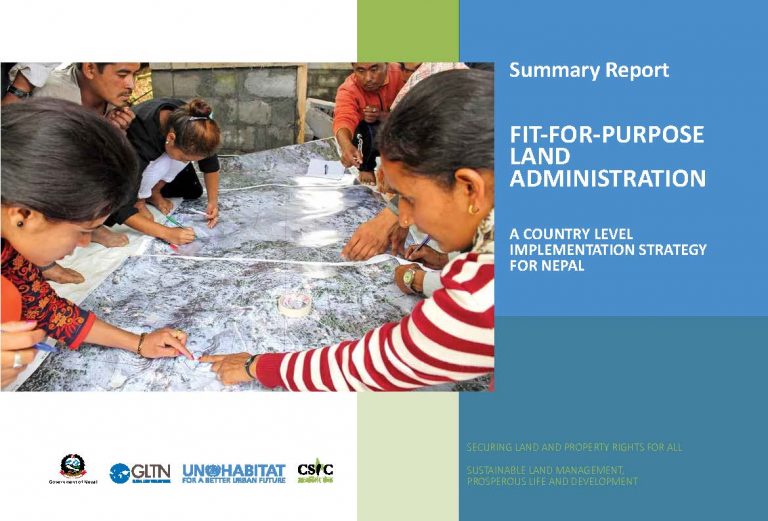 Summary Report
FIT-FOR-PURPOSE
LAND
ADMINISTRATION
A COUNTRY LEVEL
IMPLEMENTATION STRATEGY
FOR NEPAL
SECURING LAND AND PROPERTY RIGHTS FOR ALL
SUSTAINABLE LAND MANAGEMENT,
PROSPEROUS LIFE AND DEVELOPMENT
Government of Nepal
GLTN
UN HABITAT
FOR A BETTER URBAN FUTURE